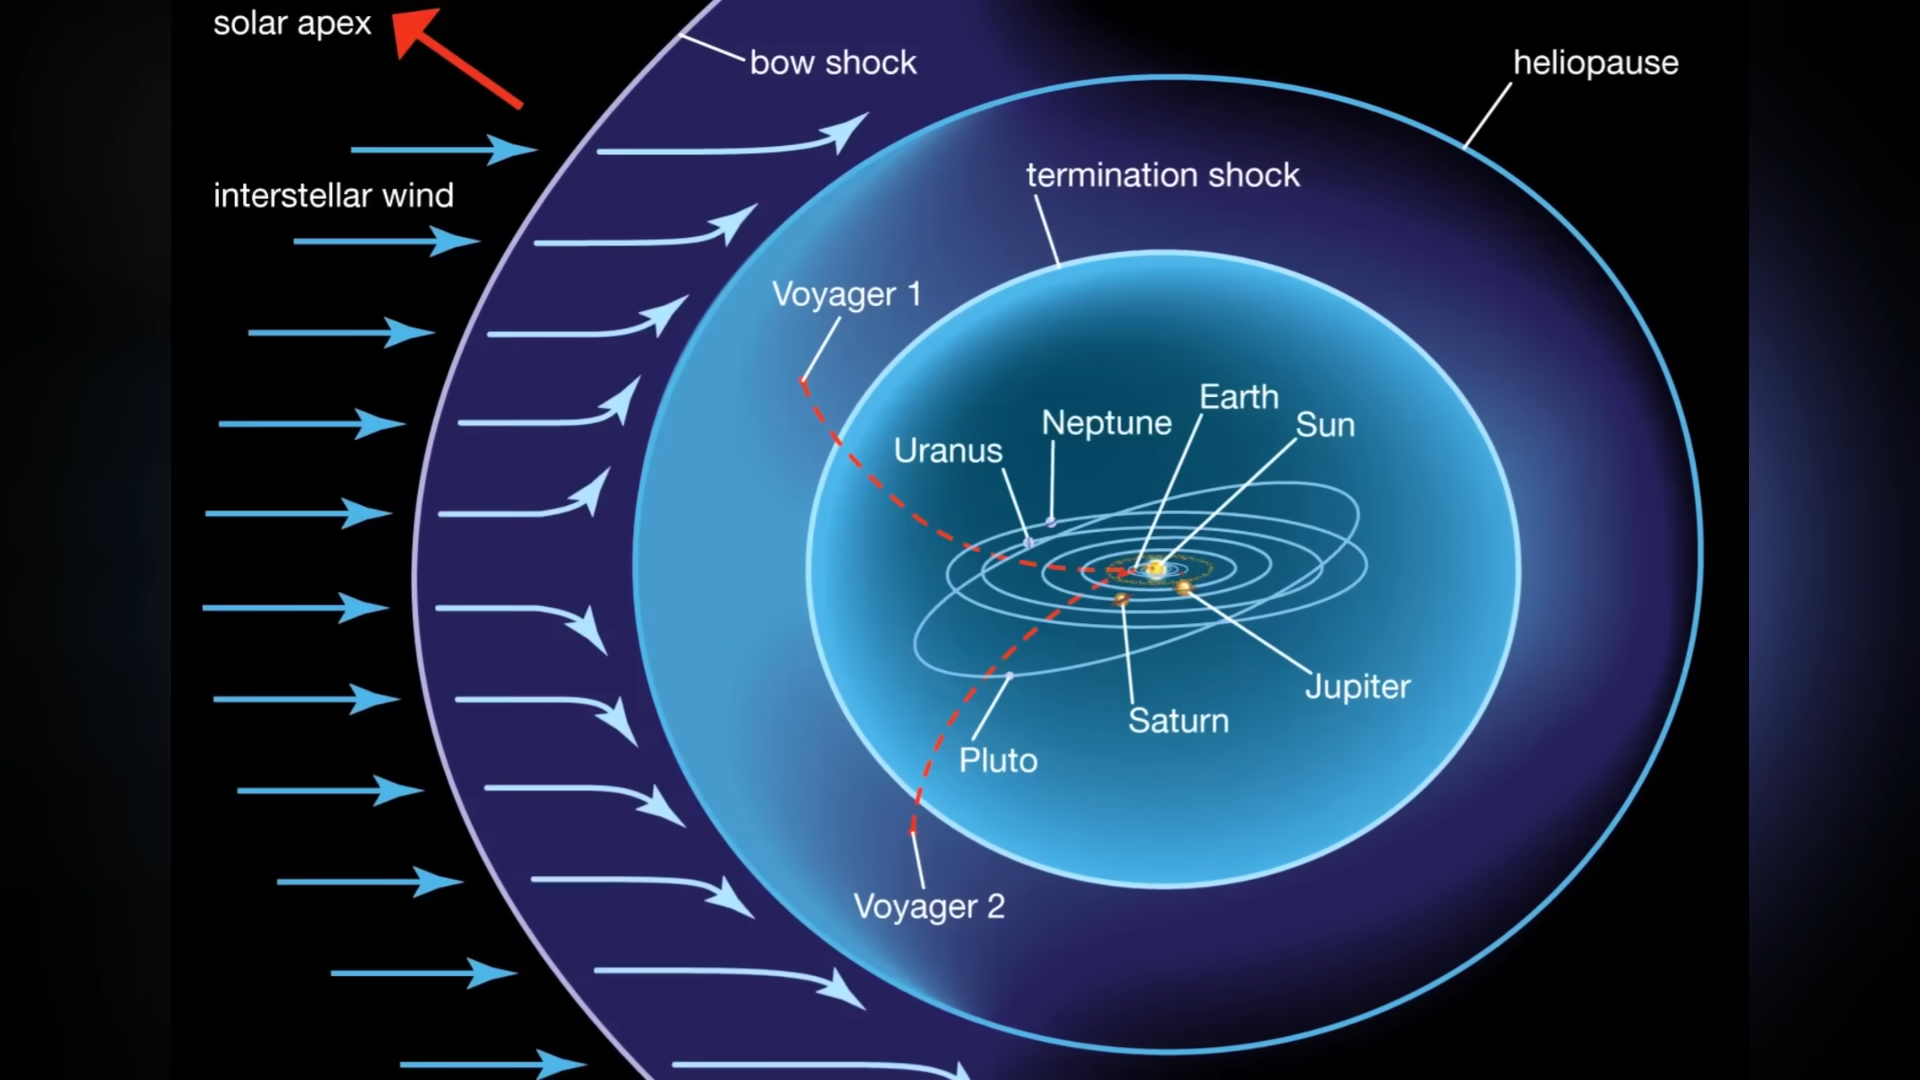 solar apex
bow shock
heliopause
termination shock
interstellar wind
Voyager 1
Earth
Neptune
Sun
Uranus
Jupiter
Saturn
Pluto
Voyager 2